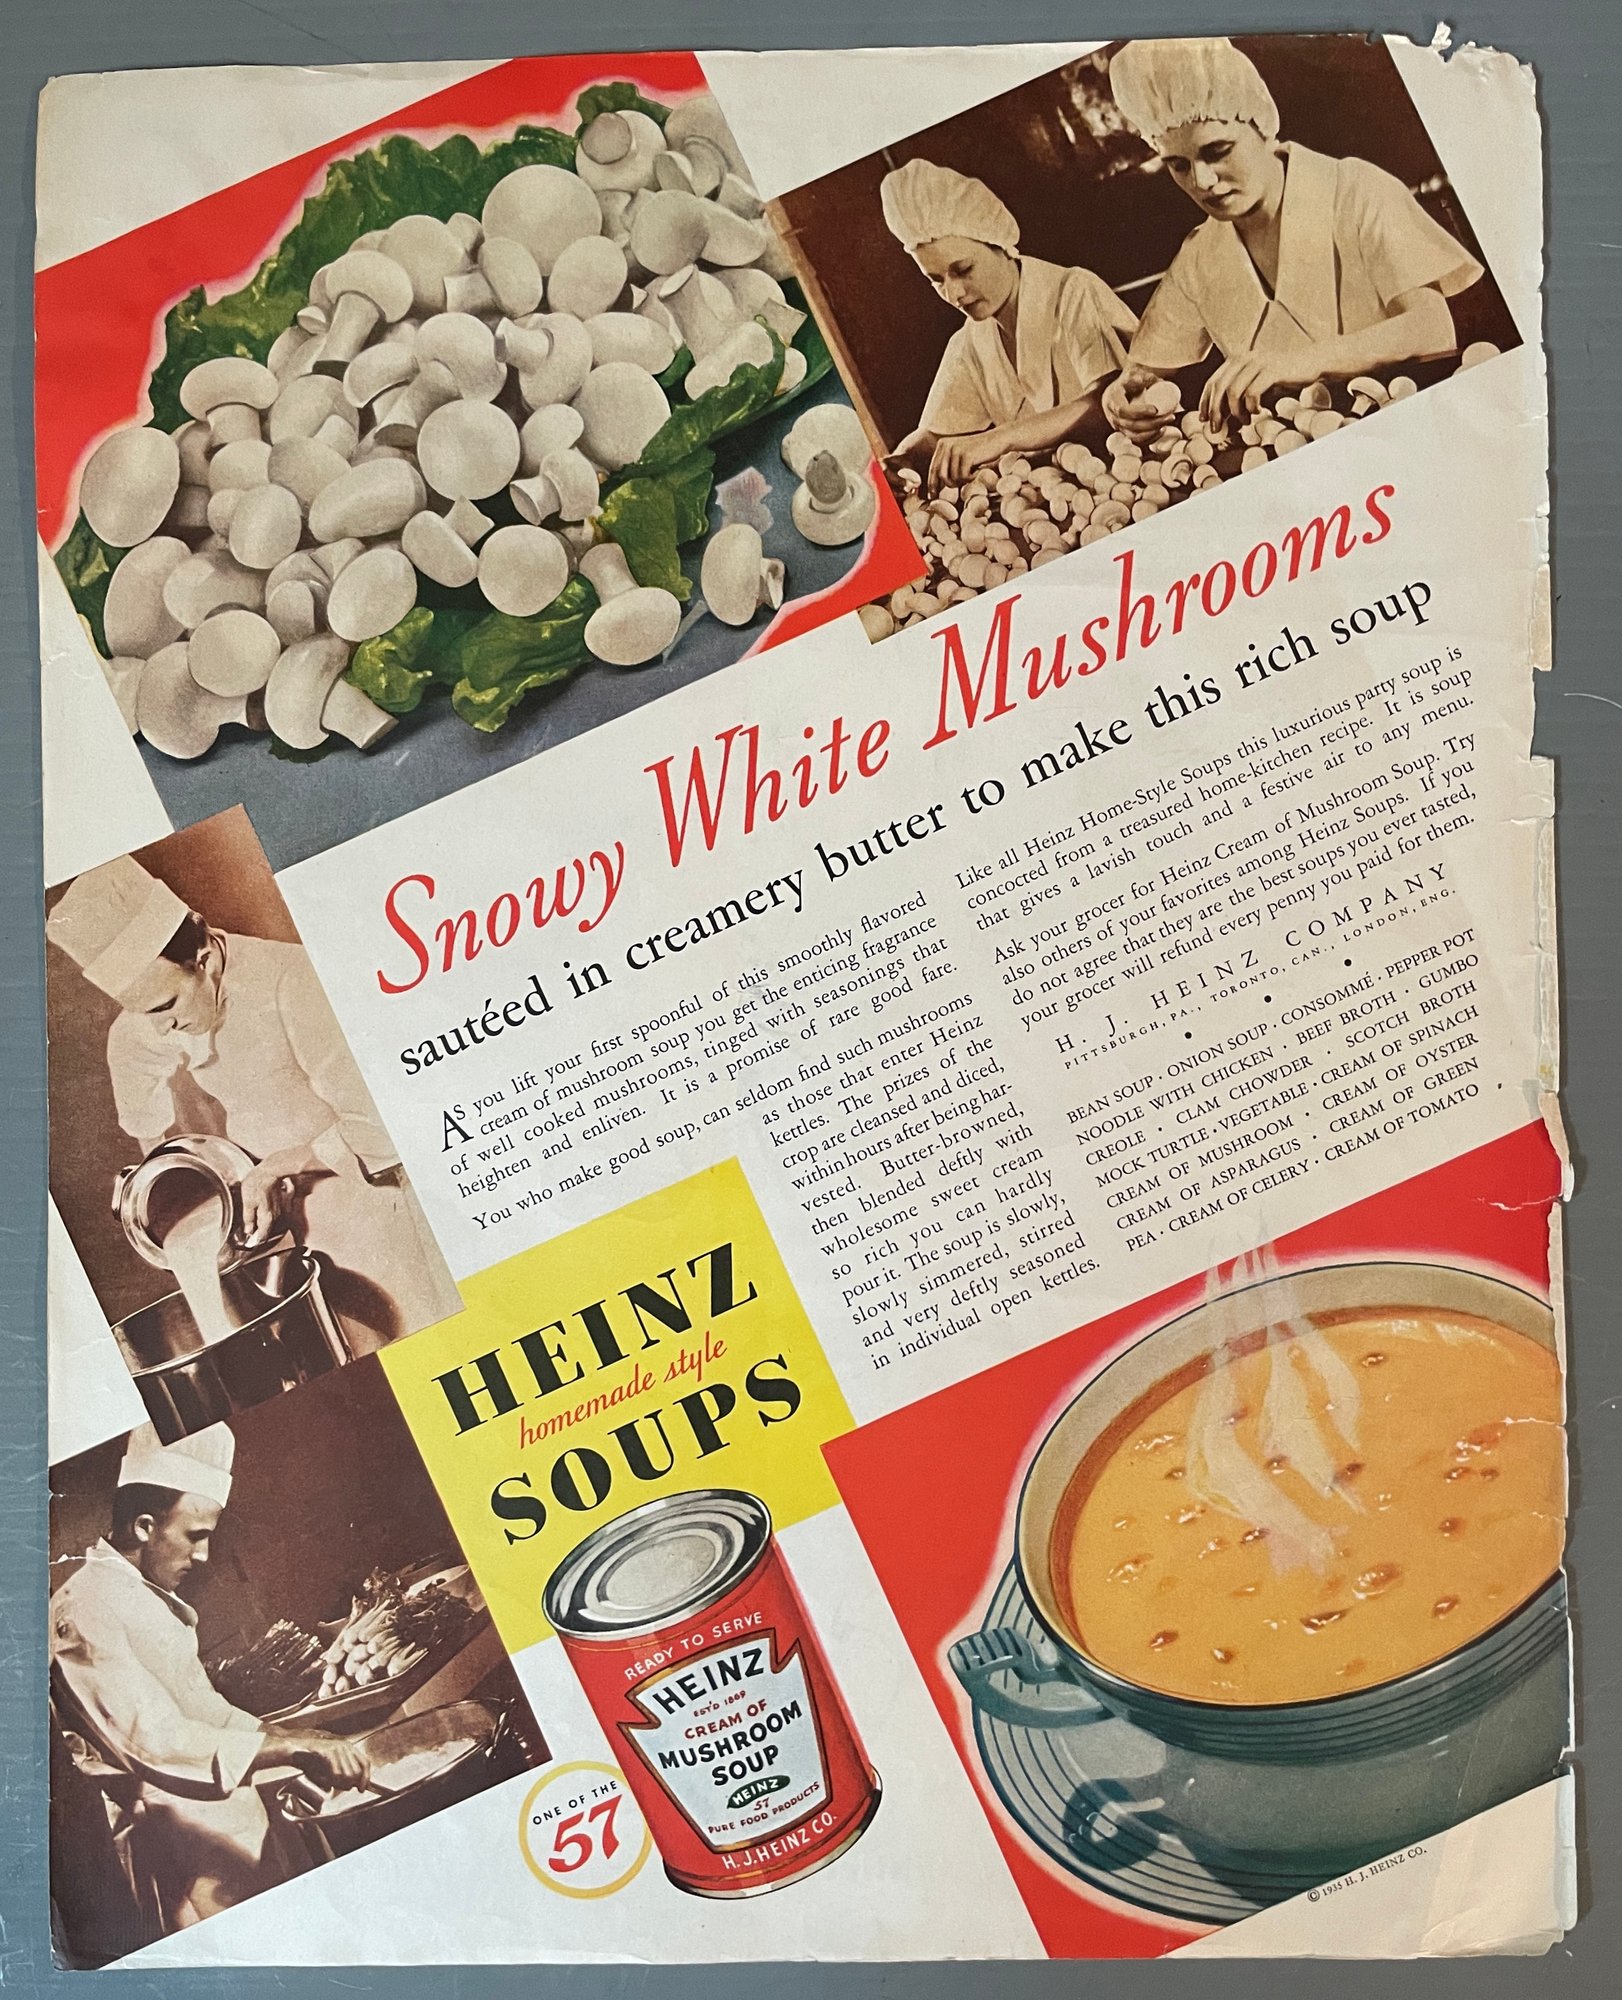 Snowy White Mushrooms
sautéed in creamery butter to make this rich soup
As you lift your first spoonful of this smoothly flavored
cream of mushroom soup you get the enticing fragrance
of well cooked mushrooms, tinged with seasonings that
heighten and enliven. It is a promise of rare good fare.
You who make good soup, can seldom find such mushrooms
as those that enter Heinz
kettles. The prizes of the
crop are cleansed and diced,
within hours after being har-
vested. Butter-browned,
then blended deftly with
wholesome sweet cream
so rich you can hardly
pour it. The soup is slowly,
slowly simmered, stirred
and very deftly seasoned
in individual open kettles.
Like all Heinz Home-Style Soups this luxurious party soup is
concocted from a treasured home-kitchen recipe. It is soup
that gives a lavish touch and a festive air to any menu.
Ask your grocer for Heinz Cream of Mushroom Soup. Try
also others of your favorites among Heinz Soups. If you
do not agree that they are the best soups you ever tasted,
your grocer will refund every penny you paid for them.
H. J. HEINZ COMPANY
PITTSBURGH, PA., TORONTO, CAN., LONDON, ENG.
• • •
BEAN SOUP · ONION SOUP · CONSOMMÉ · PEPPER POT
NOODLE WITH CHICKEN · BEEF BROTH · GUMBO
CREOLE · CLAM CHOWDER · SCOTCH BROTH
MOCK TURTLE · VEGETABLE · CREAM OF SPINACH
CREAM OF MUSHROOM · CREAM OF OYSTER
CREAM OF ASPARAGUS · CREAM OF GREEN
PEA · CREAM OF CELERY · CREAM OF TOMATO
HEINZ
homemade style
SOUPS
READY TO SERVE
HEINZ
EST'D 1869
CREAM OF
MUSHROOM
SOUP
HEINZ
57
PURE FOOD PRODUCTS
H. J. HEINZ CO.
ONE OF THE
57
© 1935 H. J. HEINZ CO.